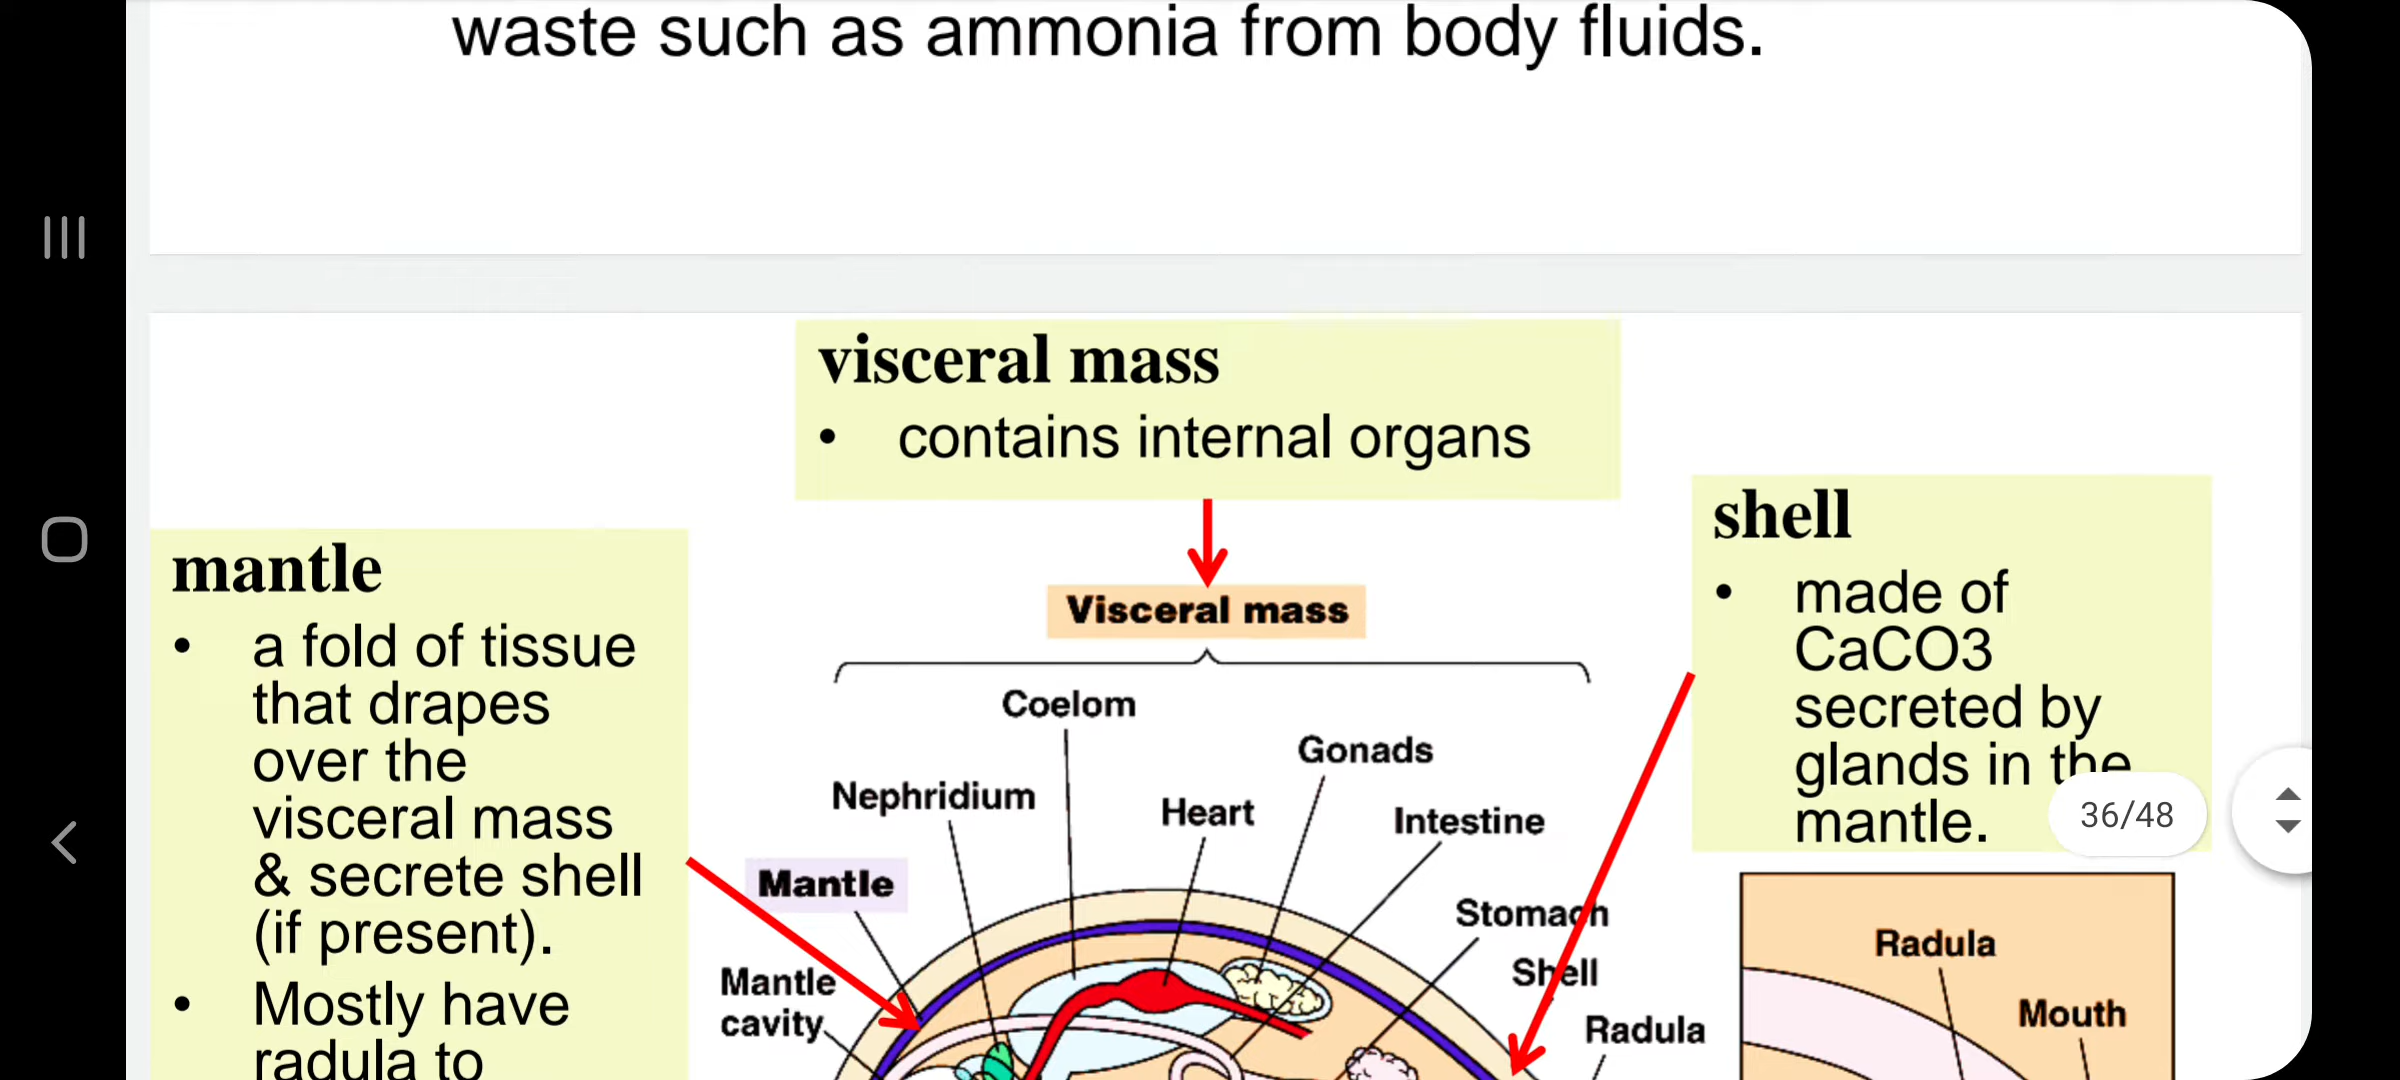 waste such as ammonia from body fluids.
visceral mass
• contains internal organs
shell
• made of
CaCO3
secreted by
glands in the
mantle.
mantle
• a fold of tissue
that drapes
over the
visceral mass
& secrete shell
(if present).
• Mostly have
radula to
Visceral mass
Coelom
Gonads
Nephridium
Heart
Intestine
Mantle
Stomach
Shell
Mantle
cavity
Radula
36/48
Radula
Mouth